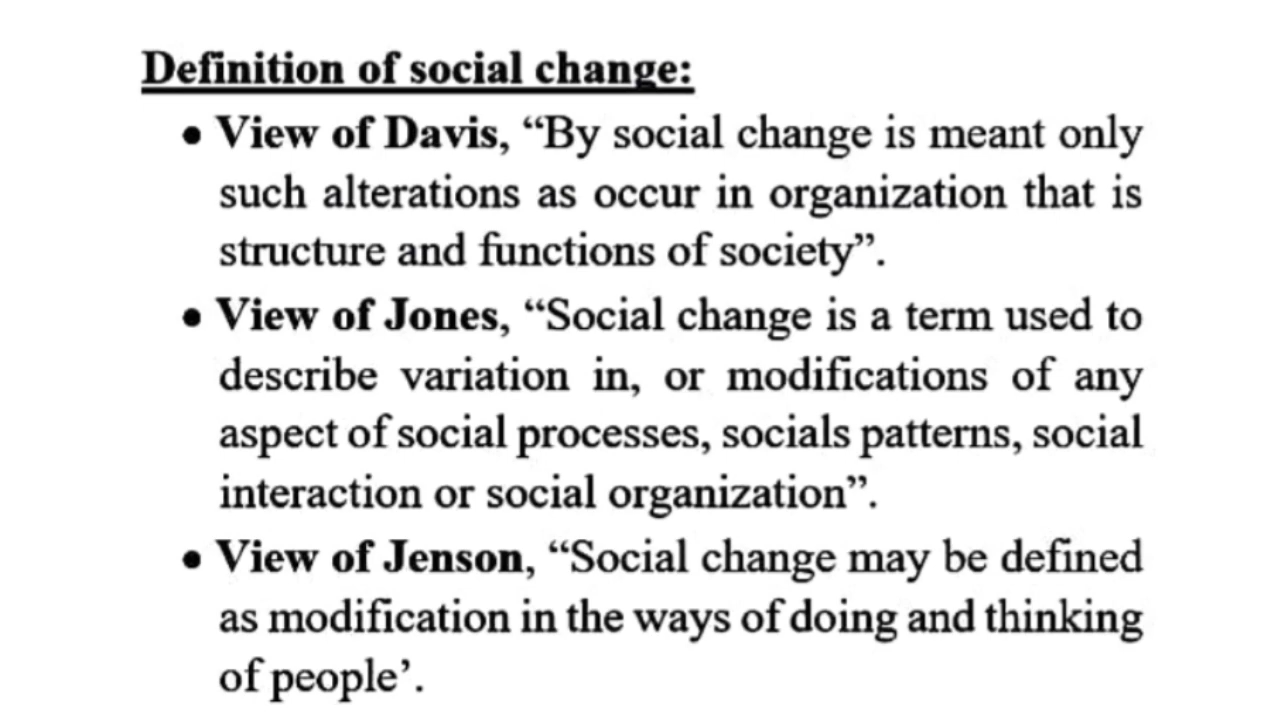 Definition of social change:
• View of Davis, “By social change is meant only
such alterations as occur in organization that is
structure and functions of society”.
• View of Jones, “Social change is a term used to
describe variation in, or modifications of any
aspect of social processes, socials patterns, social
interaction or social organization”.
• View of Jenson, “Social change may be defined
as modification in the ways of doing and thinking
of people’.